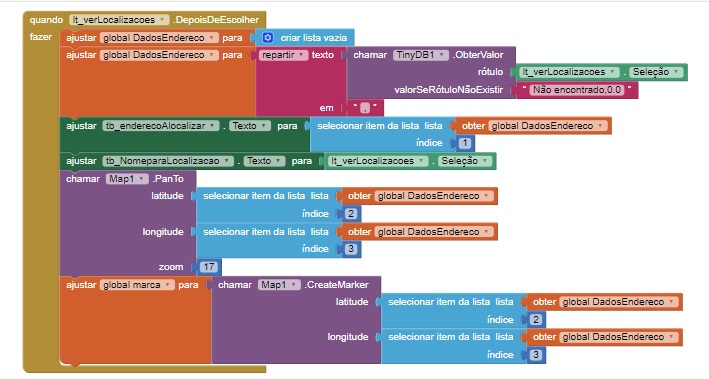 quando lt_verLocalizacoes .DepoisDeEscolher
fazer ajustar global DadosEndereco para criar lista vazia
ajustar global DadosEndereco para repartir texto chamar TinyDB1 .ObterValor
rótulo lt_verLocalizacoes . Seleção
valorSeRótuloNãoExistir " Não encontrado,0.0 "
em " , "
ajustar tb_enderecoAlocalizar . Texto para selecionar item da lista lista obter global DadosEndereco
índice 1
ajustar tb_NomeparaLocalizacao . Texto para lt_verLocalizacoes . Seleção
chamar Map1 .PanTo
latitude selecionar item da lista lista obter global DadosEndereco
índice 2
longitude selecionar item da lista lista obter global DadosEndereco
índice 3
zoom 17
ajustar global marca para chamar Map1 .CreateMarker
latitude selecionar item da lista lista obter global DadosEndereco
índice 2
longitude selecionar item da lista lista obter global DadosEndereco
índice 3